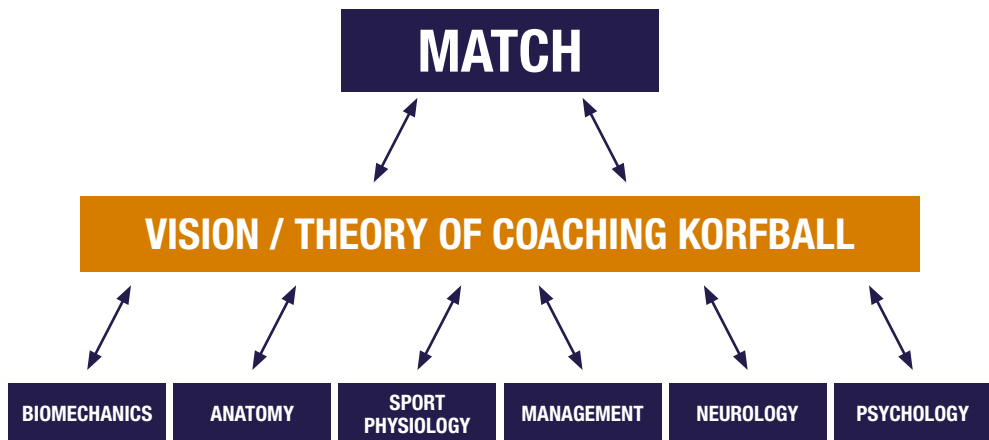 MATCH
VISION / THEORY OF COACHING KORFBALL
BIOMECHANICS
ANATOMY
SPORT
PHYSIOLOGY
MANAGEMENT
NEUROLOGY
PSYCHOLOGY